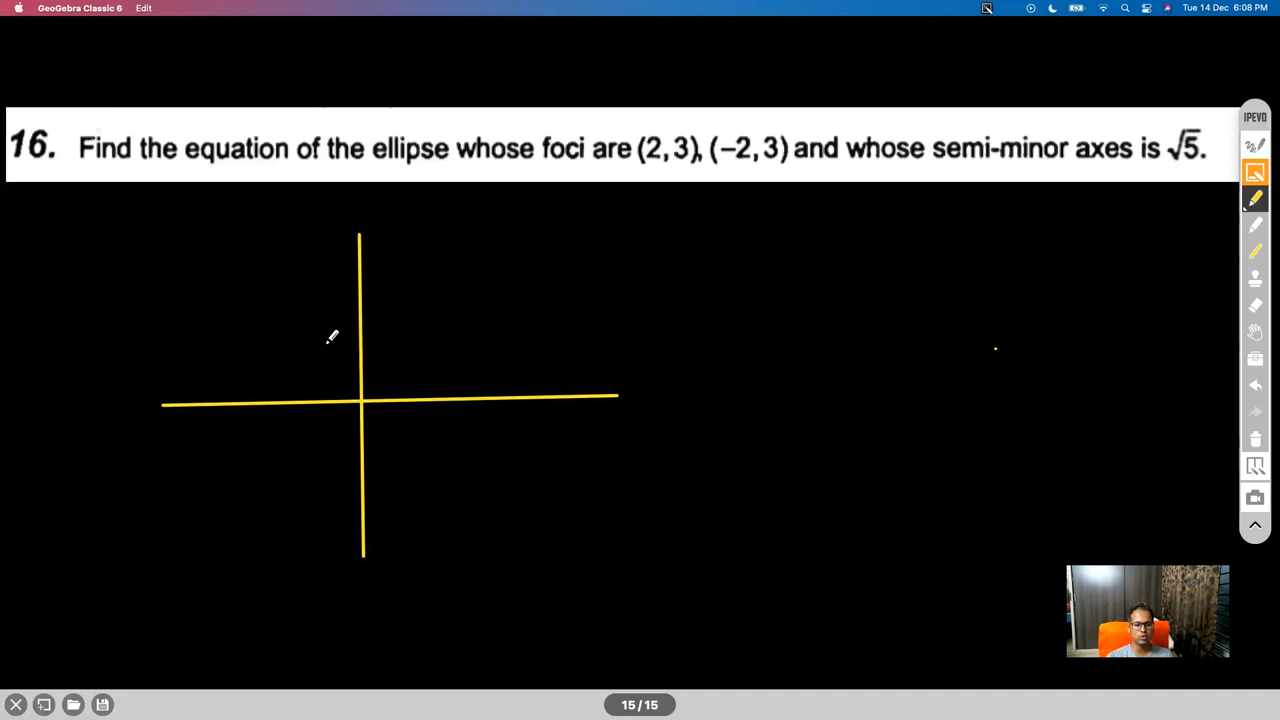 GeoGebra Classic 6 Edit Tue 14 Dec 6:08 PM
IPEVO
16. Find the equation of the ellipse whose foci are (2, 3), (−2, 3) and whose semi-minor axes is √5.
15 / 15